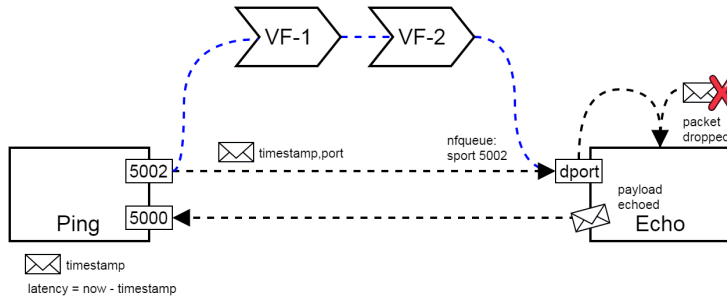 VF-1
VF-2
packet
dropped
timestamp,port
nfqueue:
sport 5002
5002
dport
payload
echoed
5000
Ping
Echo
timestamp
latency = now - timestamp